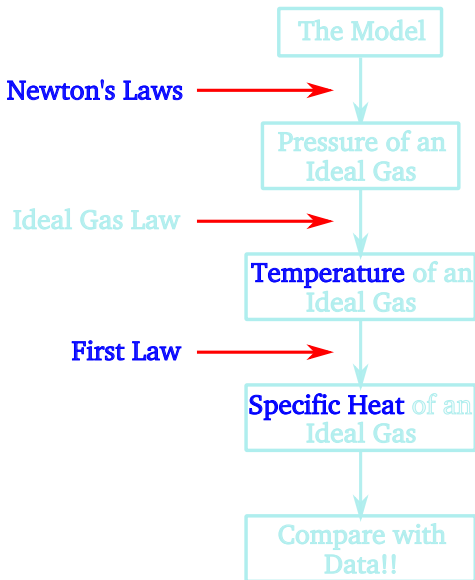 The Model
Newton's Laws
Pressure of an
Ideal Gas
Ideal Gas Law
Temperature of an
Ideal Gas
First Law
Specific Heat of an
Ideal Gas
Compare with
Data!!